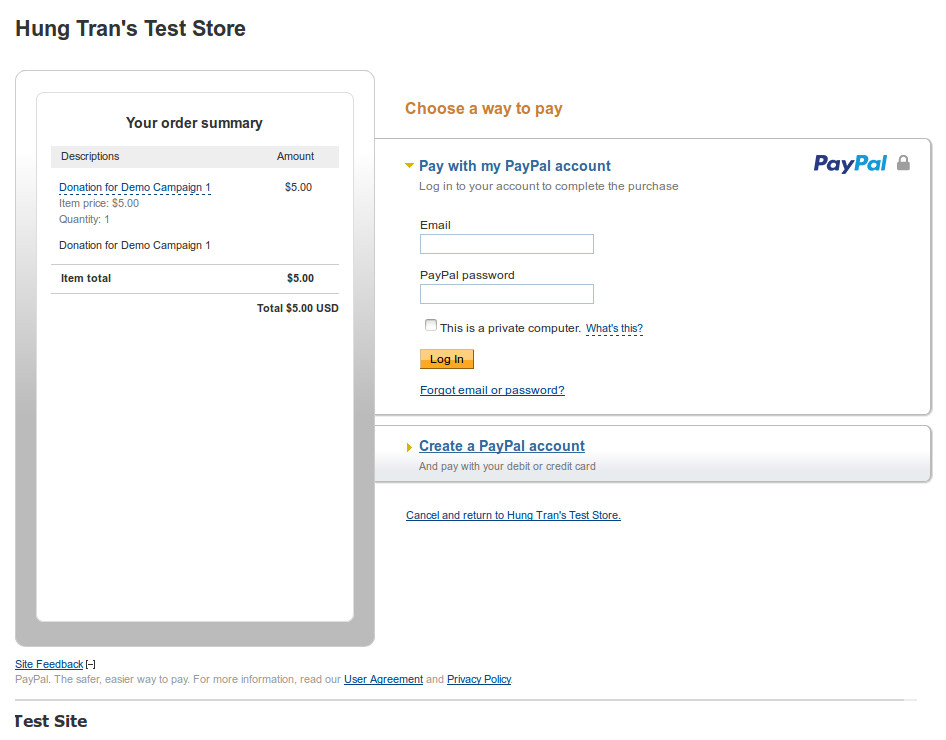 Hung Tran's Test Store
Your order summary
Descriptions Amount
Donation for Demo Campaign 1 $5.00
Item price: $5.00
Quantity: 1
Donation for Demo Campaign 1
Item total $5.00
Total $5.00 USD
Choose a way to pay
Pay with my PayPal account PayPal
Log in to your account to complete the purchase
Email
PayPal password
This is a private computer. What's this?
Log In
Forgot email or password?
Create a PayPal account
And pay with your debit or credit card
Cancel and return to Hung Tran's Test Store.
Site Feedback [–]
PayPal. The safer, easier way to pay. For more information, read our User Agreement and Privacy Policy.
Test Site